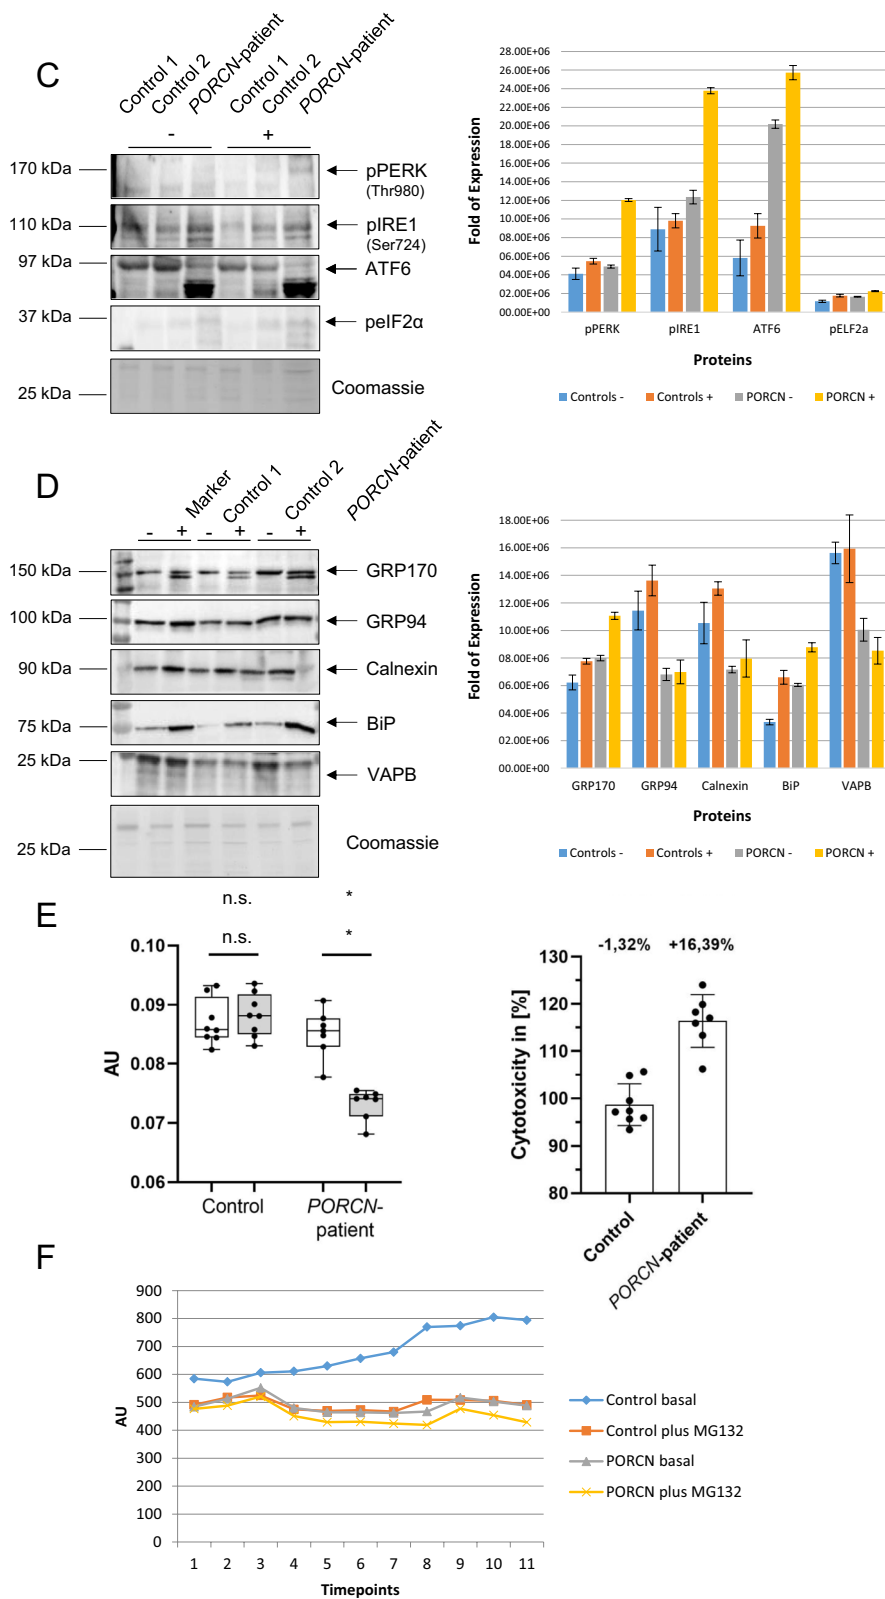 C
Control 1
Control 2
PORCN-patient
Control 1
Control 2
PORCN-patient
- +
170 kDa
pPERK
(Thr980)
110 kDa
pIRE1
(Ser724)
97 kDa
ATF6
37 kDa
peIF2α
Coomassie
25 kDa
Fold of Expression
28.00E+06
26.00E+06
24.00E+06
22.00E+06
20.00E+06
18.00E+06
16.00E+06
14.00E+06
12.00E+06
10.00E+06
08.00E+06
06.00E+06
04.00E+06
02.00E+06
00.00E+00
pPERK pIRE1 ATF6 pELF2a
Proteins
Controls - Controls + PORCN - PORCN +
D
Marker
Control 1
Control 2
PORCN-patient
- + - + - +
150 kDa
GRP170
100 kDa
GRP94
90 kDa
Calnexin
75 kDa
BiP
25 kDa
VAPB
Coomassie
25 kDa
Fold of Expression
18.00E+06
16.00E+06
14.00E+06
12.00E+06
10.00E+06
08.00E+06
06.00E+06
04.00E+06
02.00E+06
00.00E+00
GRP170 GRP94 Calnexin BiP VAPB
Proteins
Controls - Controls + PORCN - PORCN +
E
n.s. *
n.s. *
AU
0.10
0.09
0.08
0.07
0.06
Control PORCN-
patient
-1,32% +16,39%
Cytotoxicity in [%]
130
120
110
100
90
80
Control
PORCN-patient
F
AU
900
800
700
600
500
400
300
200
100
0
1 2 3 4 5 6 7 8 9 10 11
Timepoints
Control basal
Control plus MG132
PORCN basal
PORCN plus MG132